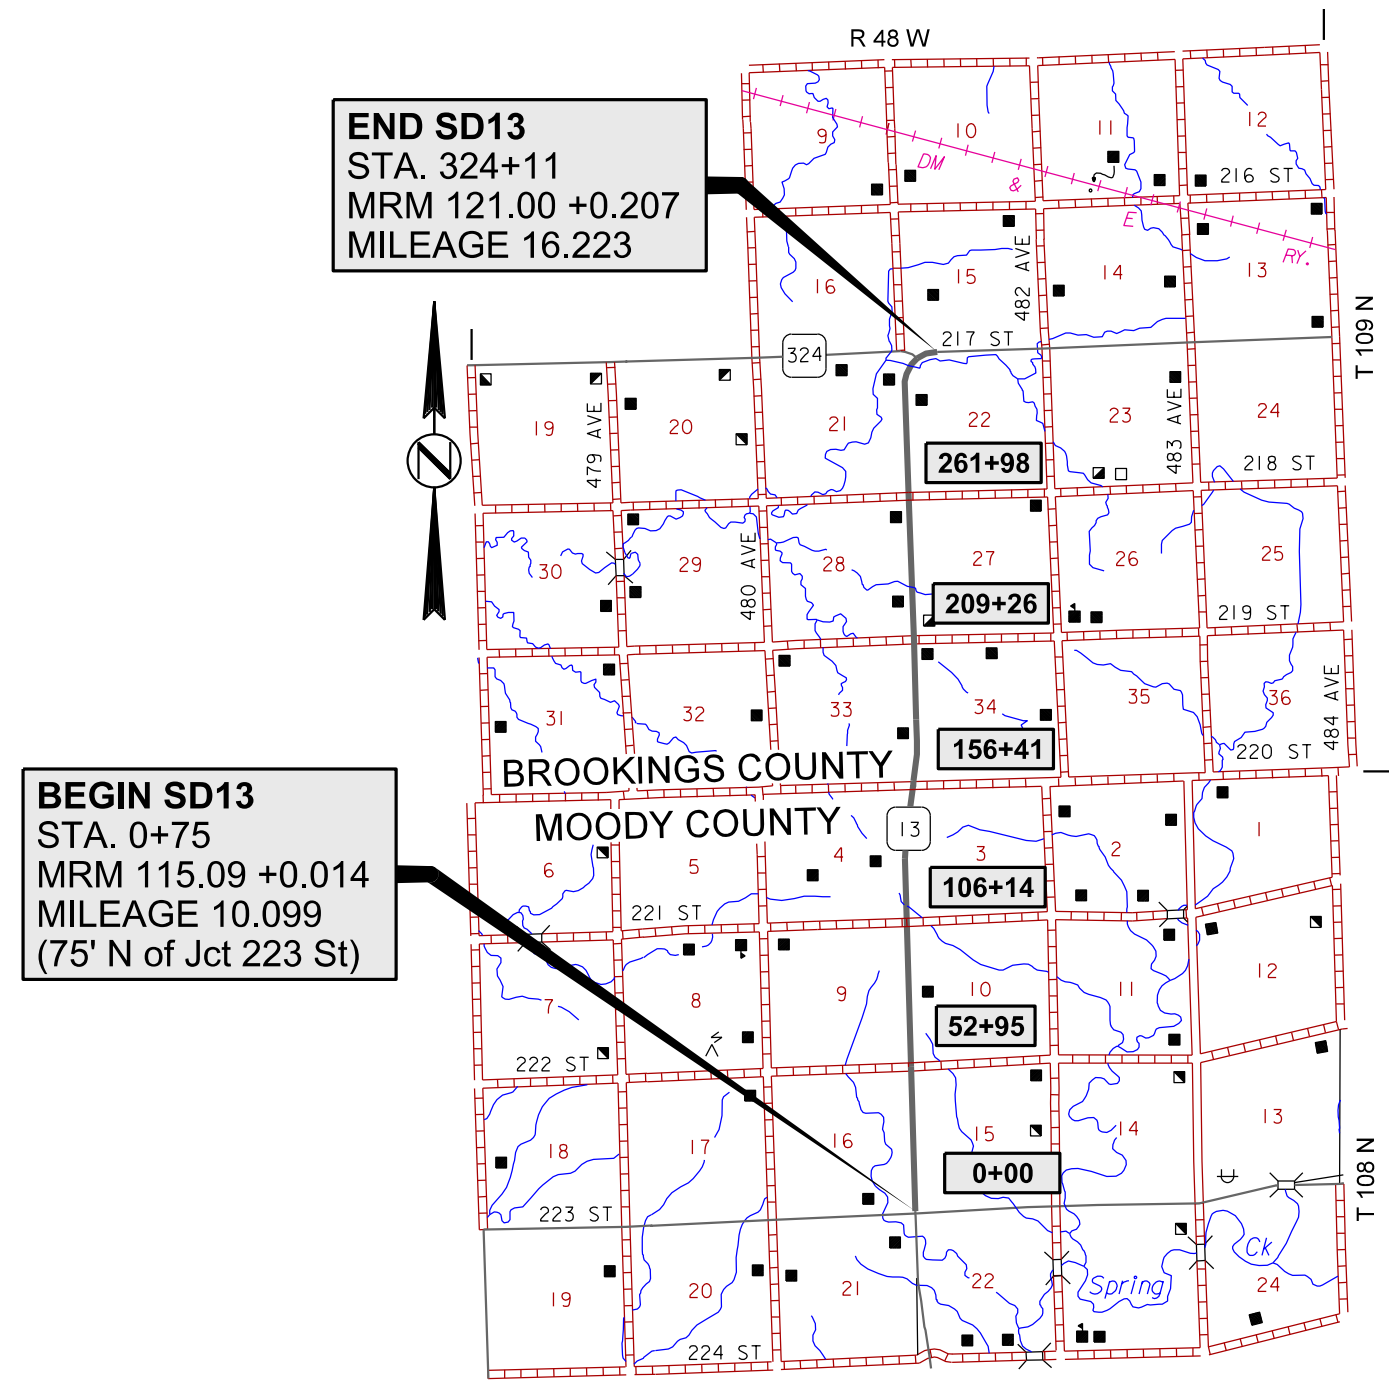 R 48 W
END SD13
STA. 324+11
MRM 121.00 +0.207
MILEAGE 16.223
9
10
11
12
DM
&
E
RY.
216 ST
16
15
482 AVE
14
13
T 109 N
324
217 ST
N
19
479 AVE
20
21
22
23
483 AVE
24
261+98
218 ST
30
29
480 AVE
28
27
26
25
209+26
219 ST
31
32
33
34
35
36
484 AVE
156+41
220 ST
BROOKINGS COUNTY
MOODY COUNTY
BEGIN SD13
STA. 0+75
MRM 115.09 +0.014
MILEAGE 10.099
(75' N of Jct 223 St)
13
6
5
4
3
2
1
106+14
221 ST
7
8
9
10
11
12
52+95
222 ST
18
17
16
15
14
13
0+00
T 108 N
223 ST
19
20
21
22
Spring
Ck
24
224 ST